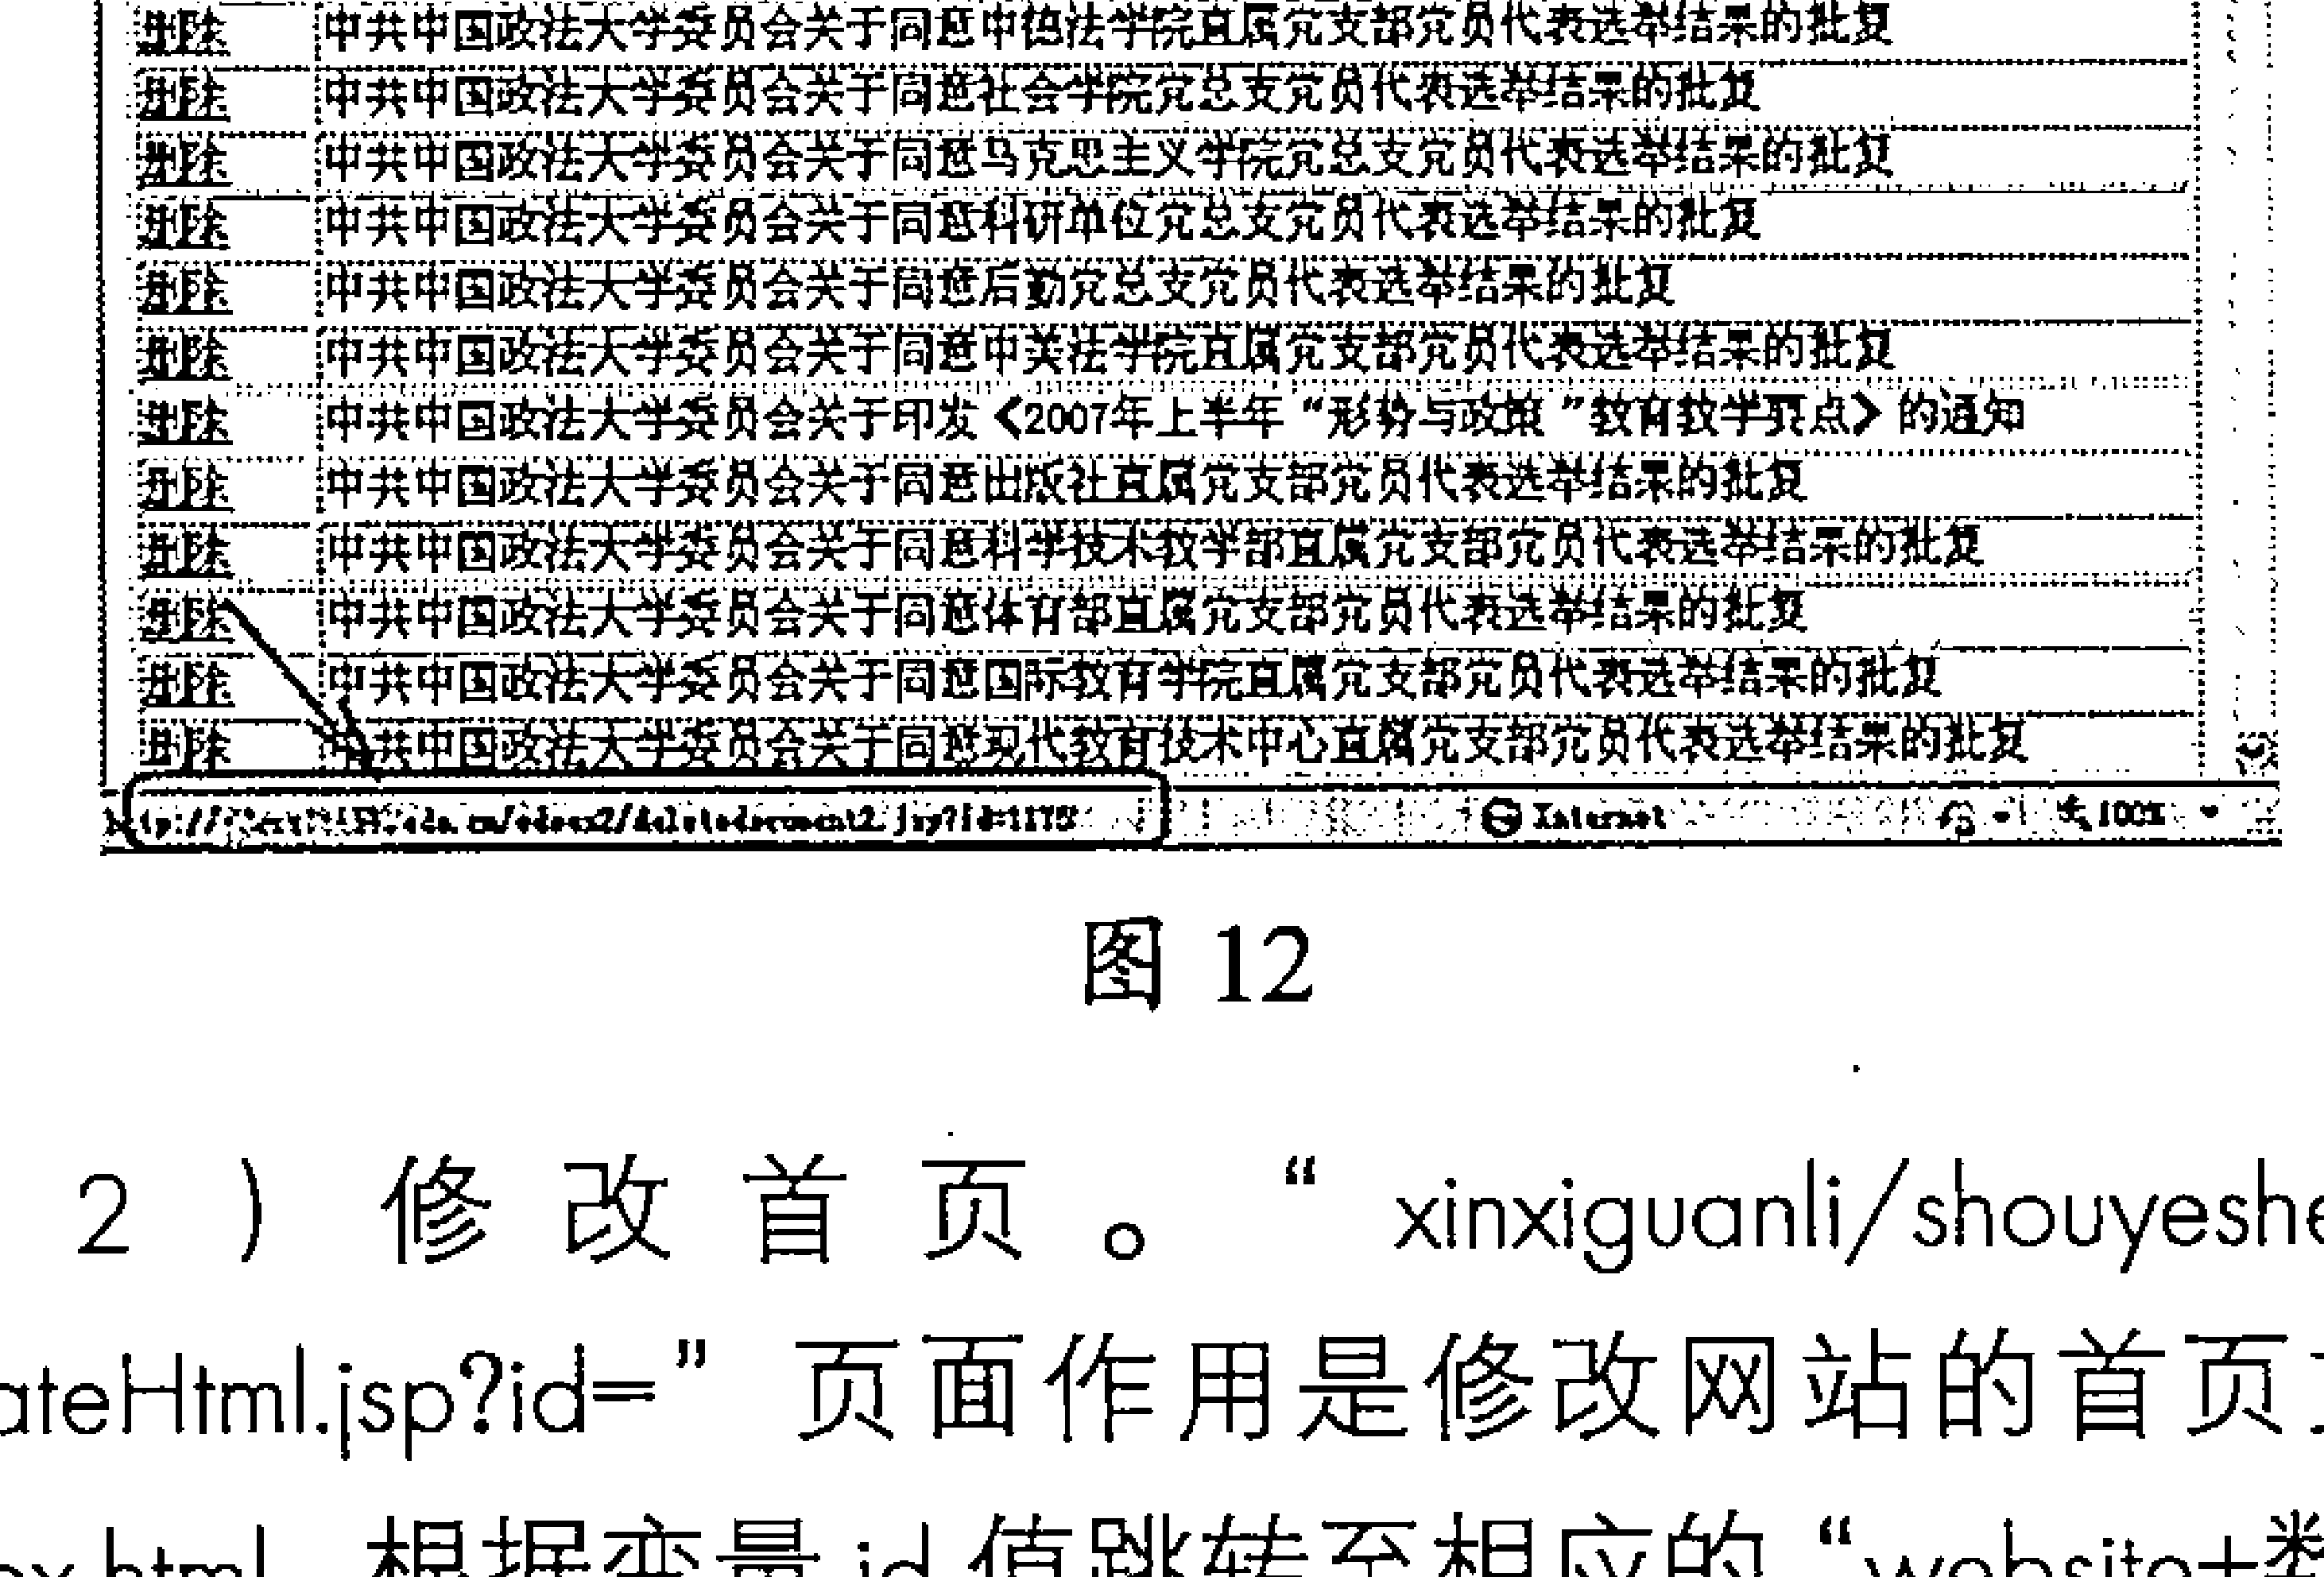 删除 中共中国政法大学委员会关于同意中德法学院直属党支部党员代表选举结果的批复
删除 中共中国政法大学委员会关于同意社会学院党总支党员代表选举结果的批复
删除 中共中国政法大学委员会关于同意马克思主义学院党总支党员代表选举结果的批复
删除 中共中国政法大学委员会关于同意科研单位党总支党员代表选举结果的批复
删除 中共中国政法大学委员会关于同意后勤党总支党员代表选举结果的批复
删除 中共中国政法大学委员会关于同意中美法学院直属党支部党员代表选举结果的批复
删除 中共中国政法大学委员会关于印发《2007年上半年“形势与政策”教育教学要点》的通知
删除 中共中国政法大学委员会关于同意出版社直属党支部党员代表选举结果的批复
删除 中共中国政法大学委员会关于同意科学技术教学部直属党支部党员代表选举结果的批复
删除 中共中国政法大学委员会关于同意体育部直属党支部党员代表选举结果的批复
删除 中共中国政法大学委员会关于同意国际教育学院直属党支部党员代表选举结果的批复
删除 中共中国政法大学委员会关于同意现代教育技术中心直属党支部党员代表选举结果的批复
.edu.cn/edocs2/deletedocument2.jsp?id=1175 Internet 100%
图 12
2）修改首页。“xinxiguanli/shouyeshe
ateHtml.jsp?id=”页面作用是修改网站的首页
ex.html 根据变量 id 值跳转至相应的“website+数